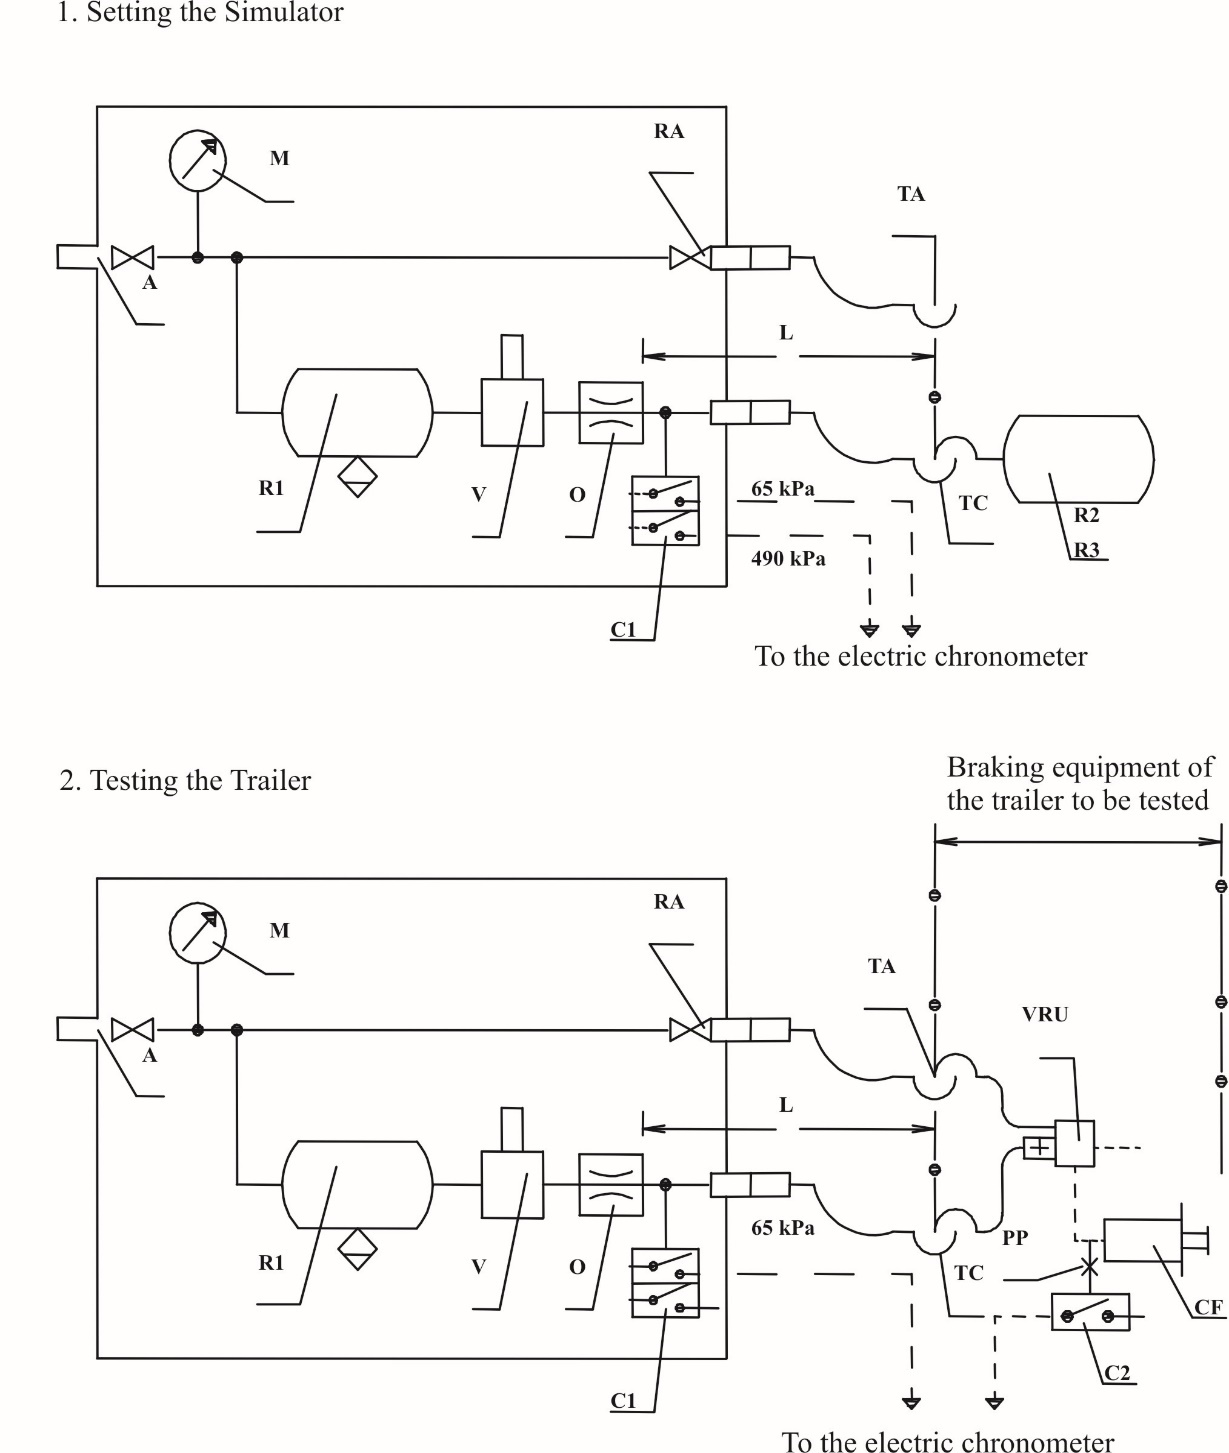 1. Setting the Simulator
RA
M
TA
A
L
R1
V
O
65 kPa
TC
R2
490 kPa
R3
C1
To the electric chronometer
Braking equipment of
2. Testing the Trailer
the trailer to be tested
RA
M
TA
VRU
A
L
65 kPa
PP
R1
V
O
TC
CF
C2
C1
To the electric chronometer